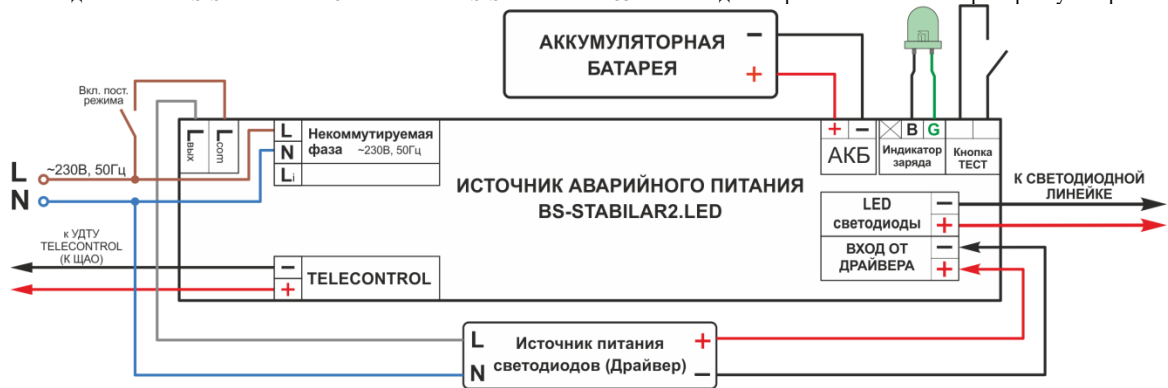 АККУМУЛЯТОРНАЯ
БАТАРЕЯ
−
+
Вкл. пост.
режима
Lвых
Lcom
L
N
Li
Некоммутируемая
фаза ~230В, 50Гц
+ −
АКБ
B G
Индикатор
заряда
Кнопка
ТЕСТ
L
N
~230В, 50Гц
ИСТОЧНИК АВАРИЙНОГО ПИТАНИЯ
BS-STABILAR2.LED
К СВЕТОДИОДНОЙ
ЛИНЕЙКЕ
LED
светодиоды
−
+
ВХОД ОТ
ДРАЙВЕРА
−
+
к УДТУ
TELECONTROL
(К ЩАО)
−
+
TELECONTROL
L
N
Источник питания
светодиодов (Драйвер)
+
−